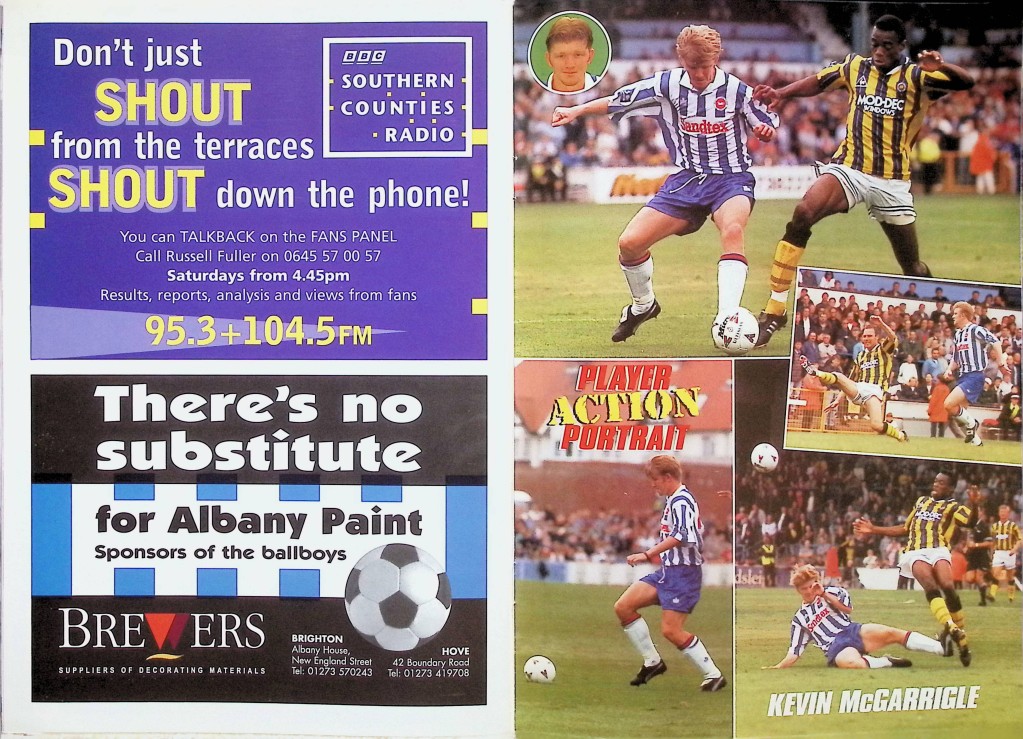 Don't just
SHOUT
from the terraces
SHOUT down the phone!
BBC
SOUTHERN
COUNTIES
RADIO
You can TALKBACK on the FANS PANEL
Call Russell Fuller on 0645 57 00 57
Saturdays from 4.45pm
Results, reports, analysis and views from fans
95.3+104.5FM
There's no
substitute
for Albany Paint
Sponsors of the ballboys
BREWERS
SUPPLIERS OF DECORATING MATERIALS
BRIGHTON
Albany House,
New England Street
Tel: 01273 570243
HOVE
42 Boundary Road
Tel: 01273 419708
Sandtex
MOD-DEC
WINDOWS
PLAYER
ACTION
PORTRAIT
Sandtex
MOD-DEC
KEVIN McGARRIGLE